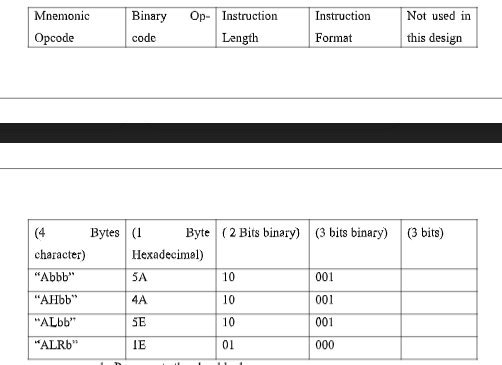 Mnemonic Binary Op- Instruction Instruction Not used in
Opcode code Length Format this design
(4 Bytes (1 Byte ( 2 Bits binary) (3 bits binary) (3 bits)
character) Hexadecimal)
“Abbb” 5A 10 001
“AHbb” 4A 10 001
“ALbb” 5E 10 001
“ALRb” 1E 01 000